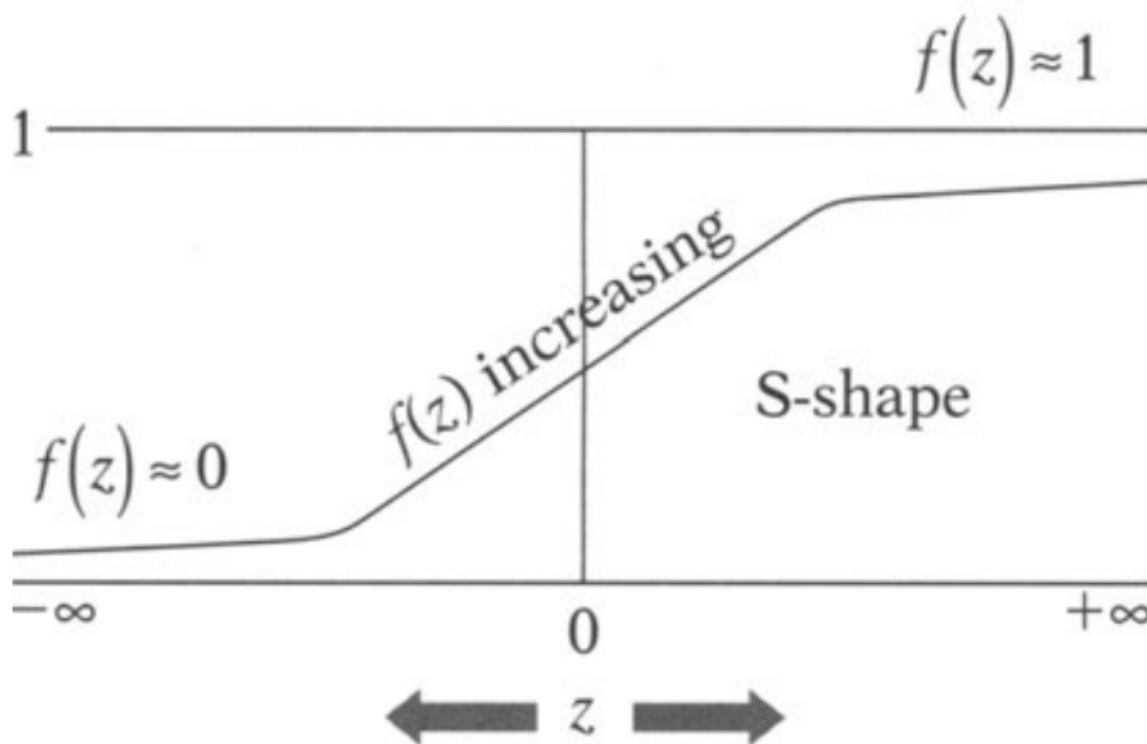 f(z) ≈ 1
1
f(z) increasing
S-shape
f(z) ≈ 0
−∞
0
+∞
z